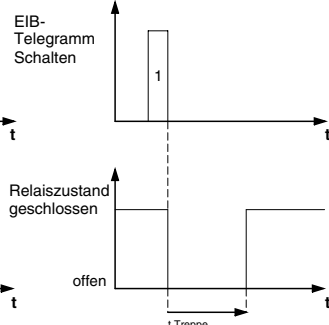 EIB-
Telegramm
Schalten
1
t
t
Relaiszustand
geschlossen
offen
t
t
t Treppe